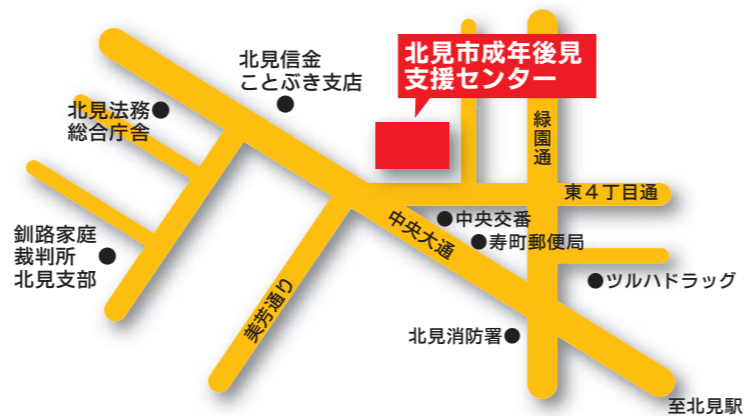 北見市成年後見
支援センター
北見信金
ことぶき支店
北見法務
総合庁舎
緑園通
東4丁目通
中央交番
中央大通
寿町郵便局
釧路家庭
裁判所
北見支部
ツルハドラッグ
美芳通り
北見消防署
至北見駅